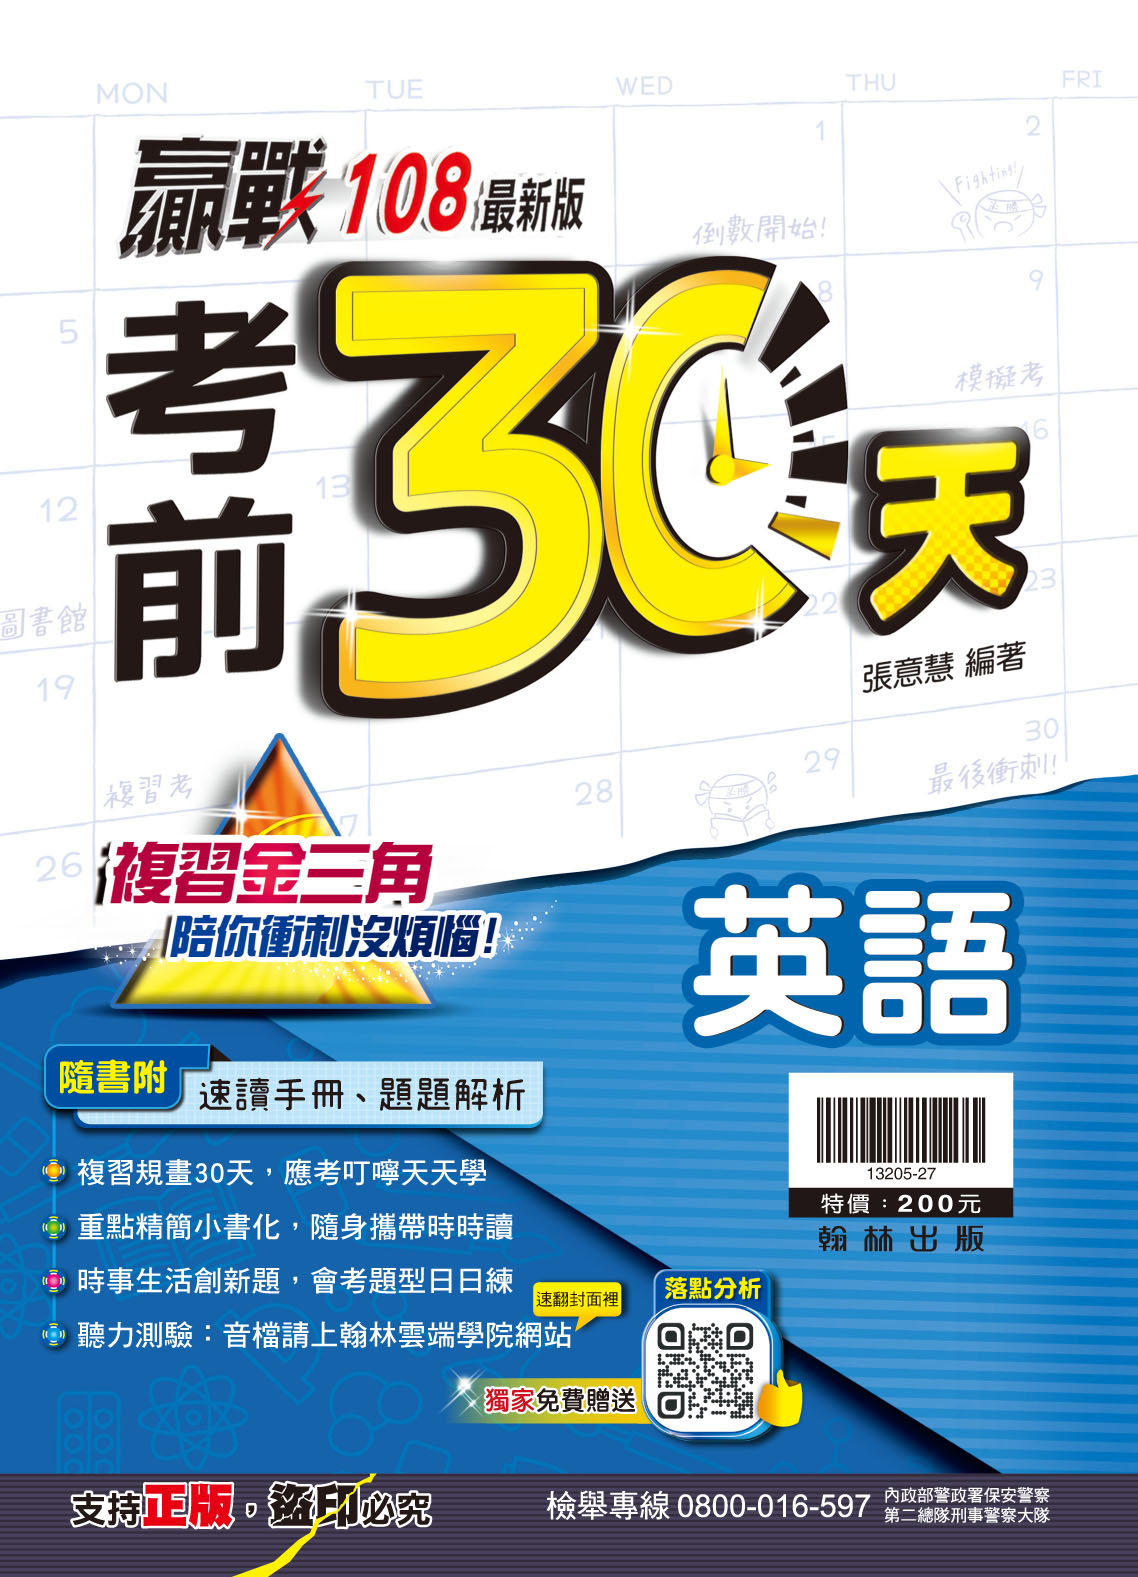 MON TUE WED THU FRI
1 2
Fighting!
必勝
贏戰 108 最新版
倒數開始!
考前30天
5 8 9
模擬考
12 13 15 16
圖書館
22 23
19
張意慧 編著
複習考
28 29 30
最後衝刺!
必勝
26 27
複習金三角
陪你衝刺沒煩惱!
英語
隨書附
速讀手冊、題題解析
13205-27
特價:200元
翰林出版
複習規畫30天,應考叮嚀天天學
重點精簡小書化,隨身攜帶時時讀
時事生活創新題,會考題型日日練
聽力測驗:音檔請上翰林雲端學院網站
速翻封面裡
落點分析
獨家免費贈送
支持正版,盜印必究
檢舉專線 0800-016-597
內政部警政署保安警察
第二總隊刑事警察大隊